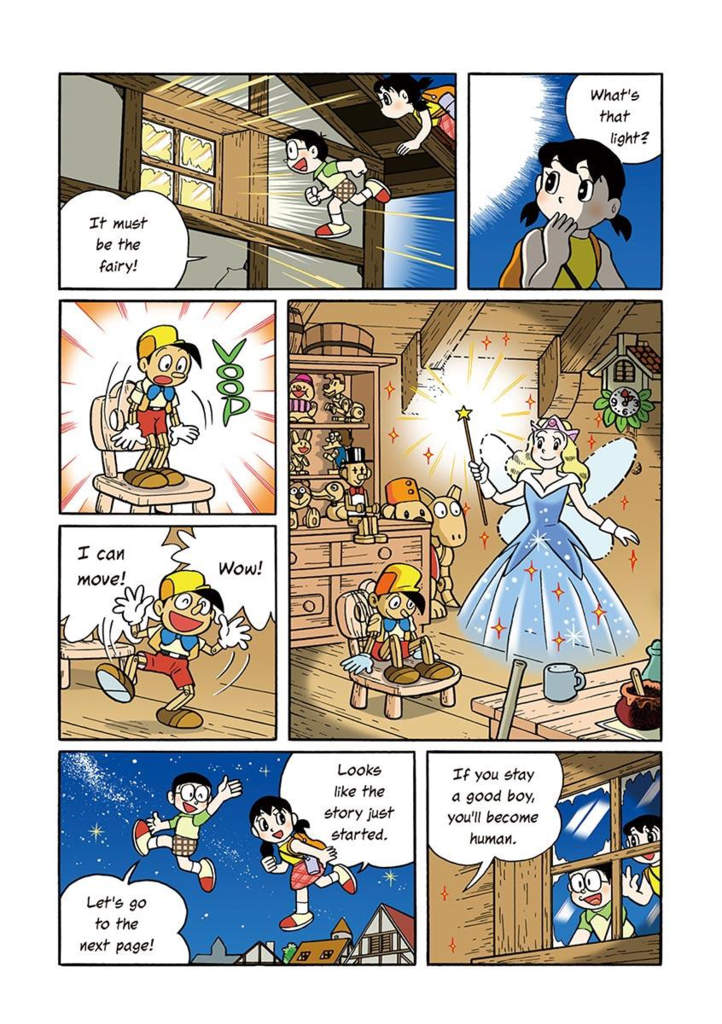 What's
that
light?
It must
be the
fairy!
VOOP
Wow!
I can
move!
If you stay
a good boy,
you'll become
human.
Looks
like the
story just
started.
Let's go
to the
next page!